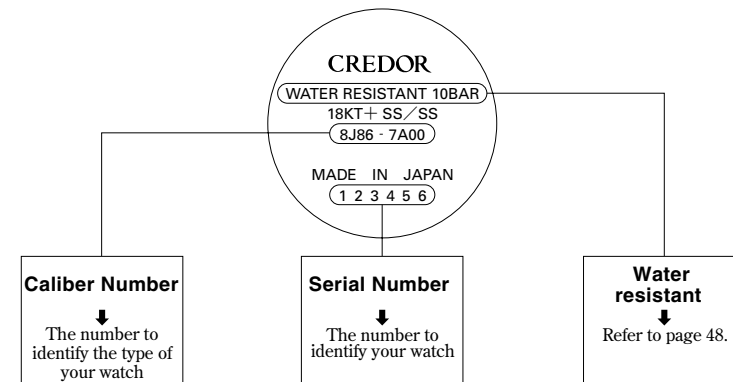 CREDOR
WATER RESISTANT 10BAR
18KT+ SS/SS
8J86 - 7A00
MADE IN JAPAN
1 2 3 4 5 6
Caliber Number
The number to
identify the type of
your watch
Serial Number
The number to
identify your watch
Water
resistant
Refer to page 48.